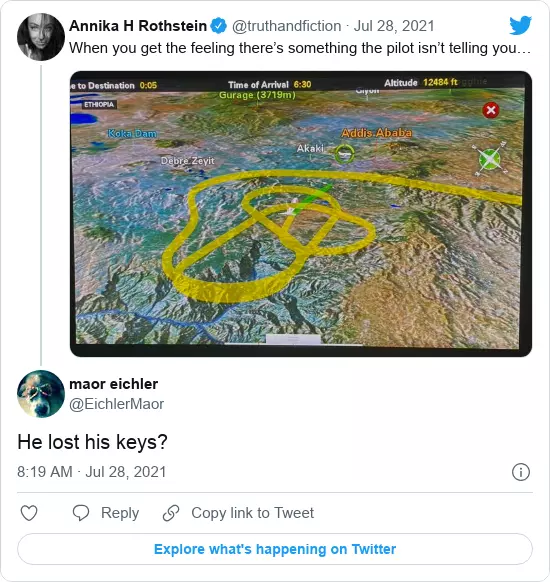 Annika H Rothstein @truthandfiction · Jul 28, 2021
When you get the feeling there's something the pilot isn't telling you…
e to Destination 0:05 Time of Arrival 6:30 Altitude 12484 ft
Gurage (3719m)
ETHIOPIA
Koka Dam
Addis Ababa
Akaki
Debre Zeyit
maor eichler
@EichlerMaor
He lost his keys?
8:19 AM · Jul 28, 2021
Reply
Copy link to Tweet
Explore what's happening on Twitter